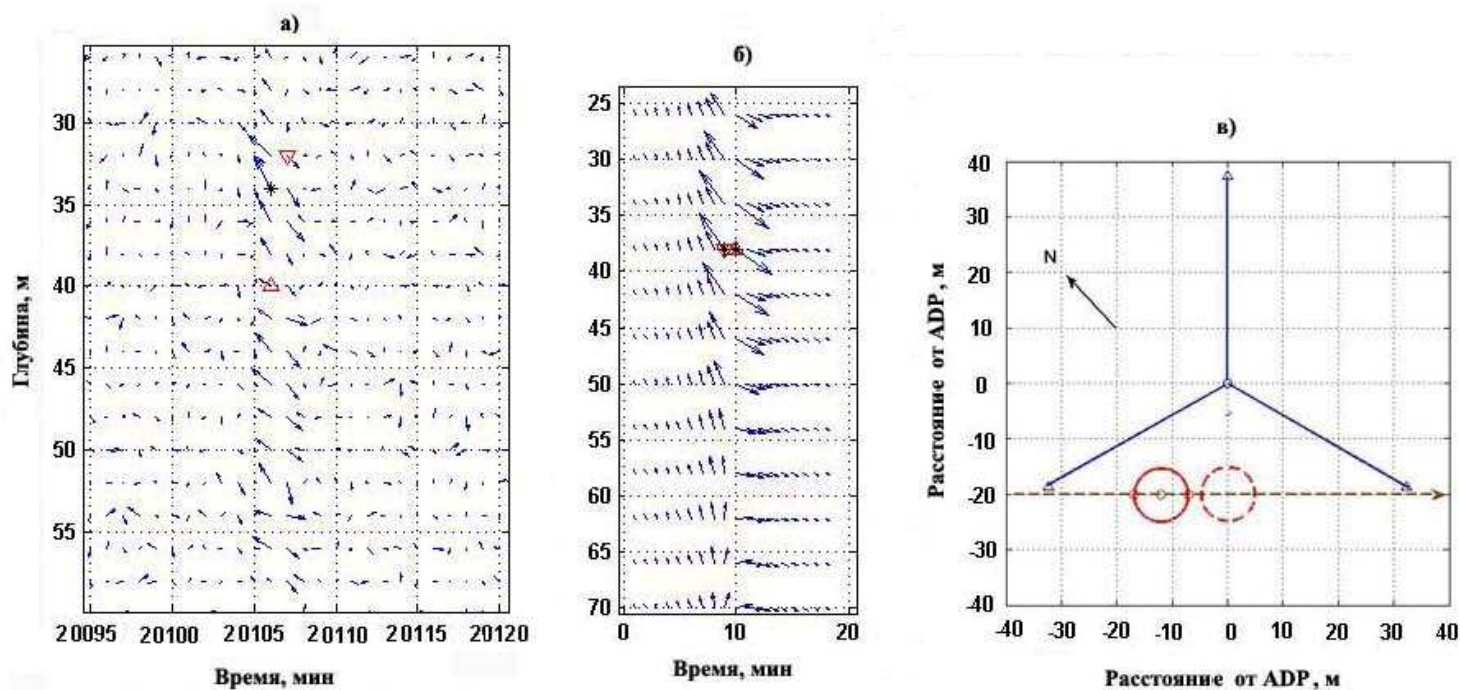 а)
30
35
40
45
50
55
Глубина, м
20095 20100 20105 20110 20115 20120
Время, мин
б)
25
30
35
40
45
50
55
60
65
70
0 10 20
Время, мин
в)
40
30
20
10
0
-10
-20
-30
-40
N
Расстояние от ADP, м
-40 -30 -20 -10 0 10 20 30 40
Расстояние от ADP, м